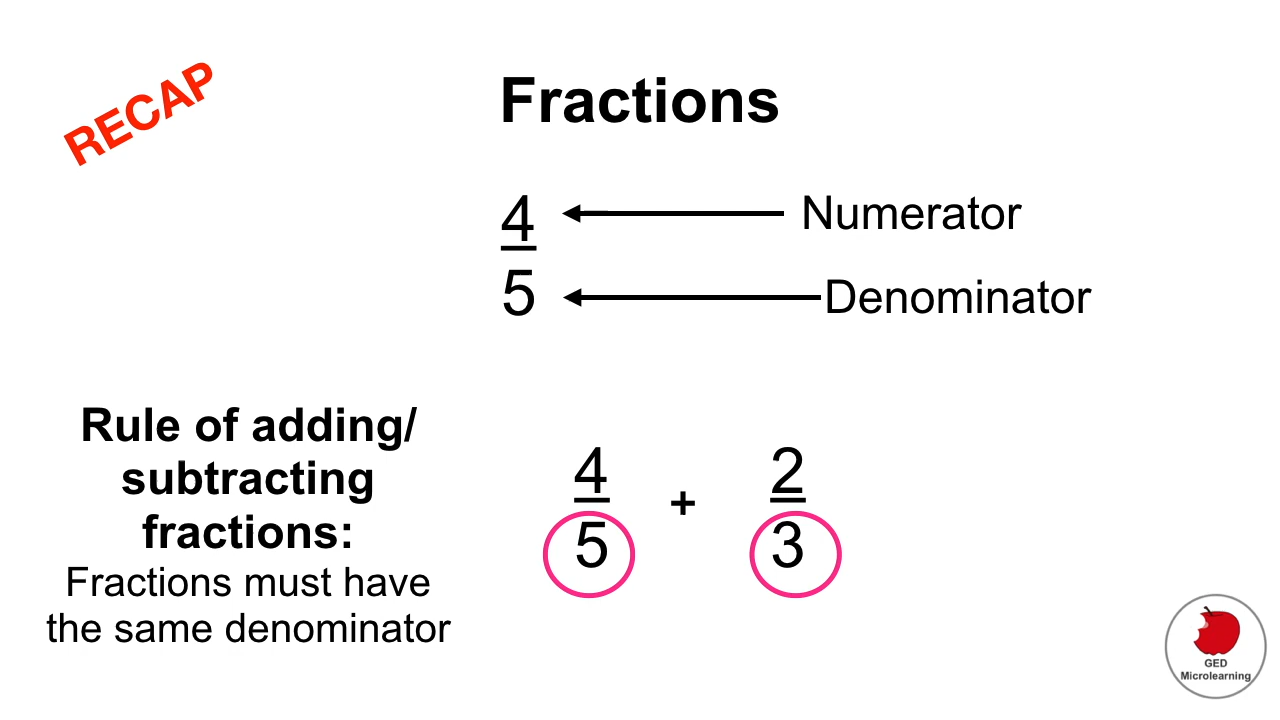 RECAP
Fractions
4
Numerator
5
Denominator
Rule of adding/
subtracting
fractions:
Fractions must have
the same denominator
4
+
2
5
3
GED
Microlearning